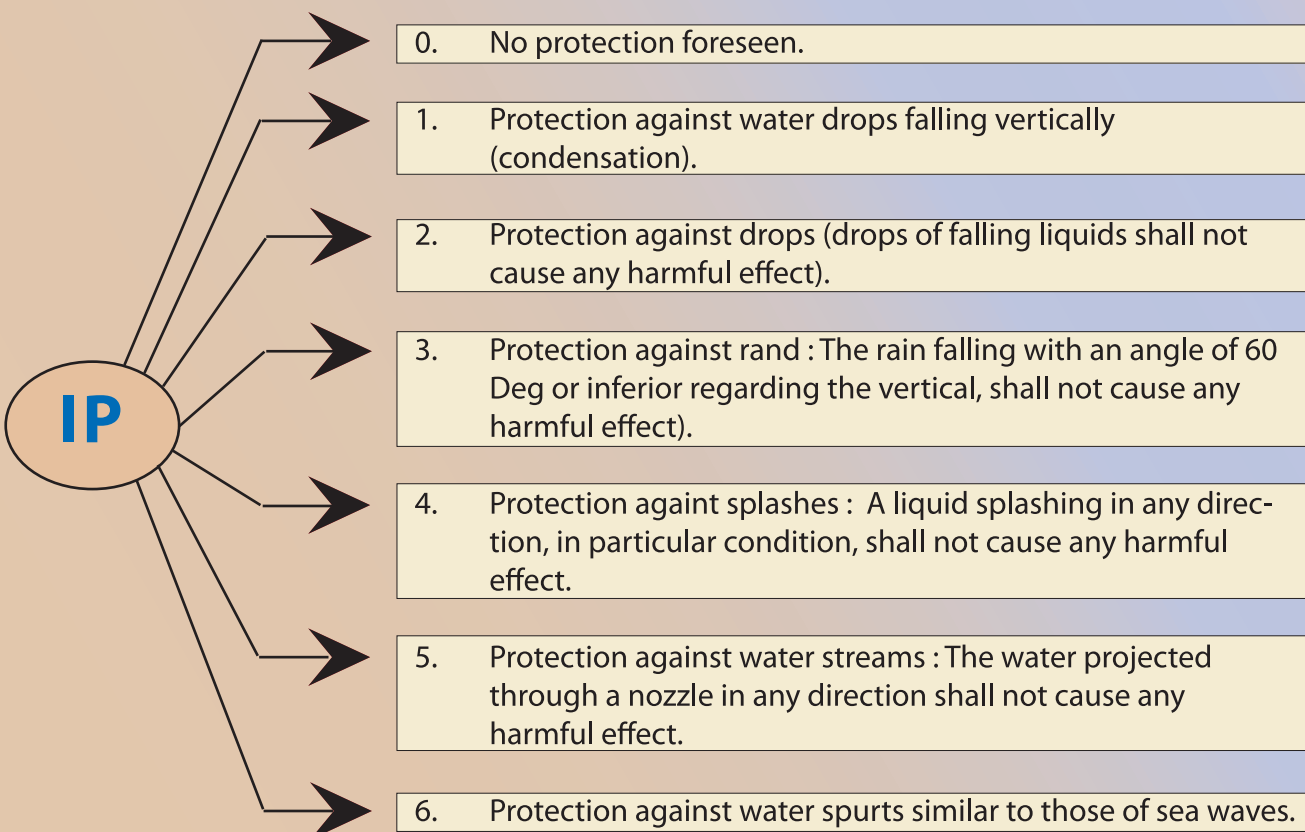 IP
0. No protection foreseen.
1. Protection against water drops falling vertically
(condensation).
2. Protection against drops (drops of falling liquids shall not
cause any harmful effect).
3. Protection against rand : The rain falling with an angle of 60
Deg or inferior regarding the vertical, shall not cause any
harmful effect).
4. Protection againt splashes : A liquid splashing in any direc-
tion, in particular condition, shall not cause any harmful
effect.
5. Protection against water streams : The water projected
through a nozzle in any direction shall not cause any
harmful effect.
6. Protection against water spurts similar to those of sea waves.